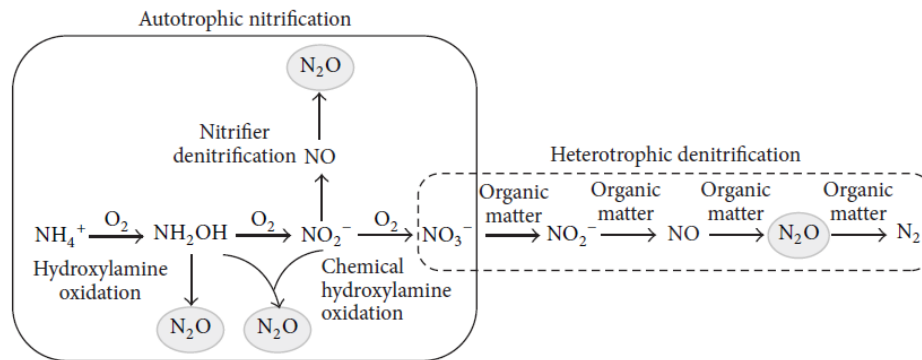 Autotrophic nitrification
N₂O
Nitrifier
denitrification NO
Heterotrophic denitrification
Organic matter
Organic matter
Organic matter
Organic matter
NH₄⁺ O₂ NH₂OH O₂ NO₂⁻ O₂ NO₃⁻ NO₂⁻ NO N₂O N₂
Hydroxylamine
oxidation
Chemical
hydroxylamine
oxidation
N₂O N₂O